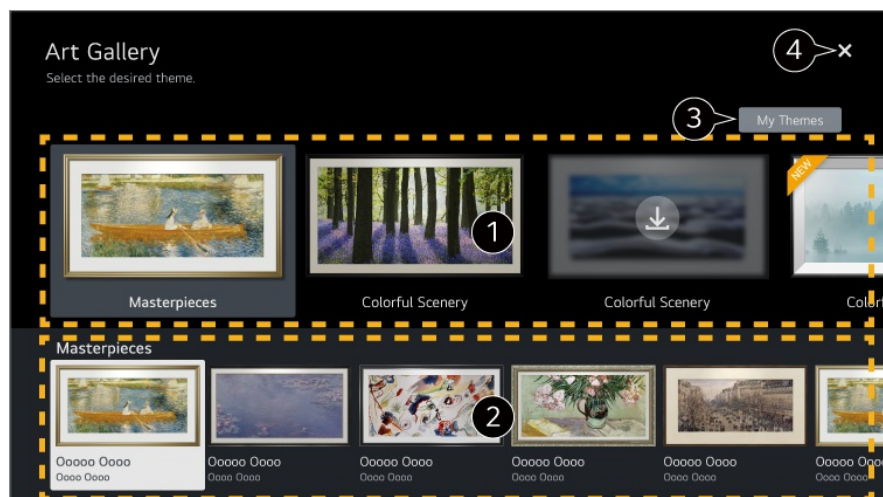 Art Gallery
Select the desired theme.
4
3
My Themes
NEW
1
Masterpieces
Colorful Scenery
Colorful Scenery
Colorf
Masterpieces
2
Ooooo Oooo
Ooooo Oooo
Ooooo Oooo
Ooooo Oooo
Ooooo Oooo
Ooooo Ooo
Oooo Oooo
Oooo Oooo
Oooo Oooo
Oooo Oooo
Oooo Oooo
Oooo Oooo